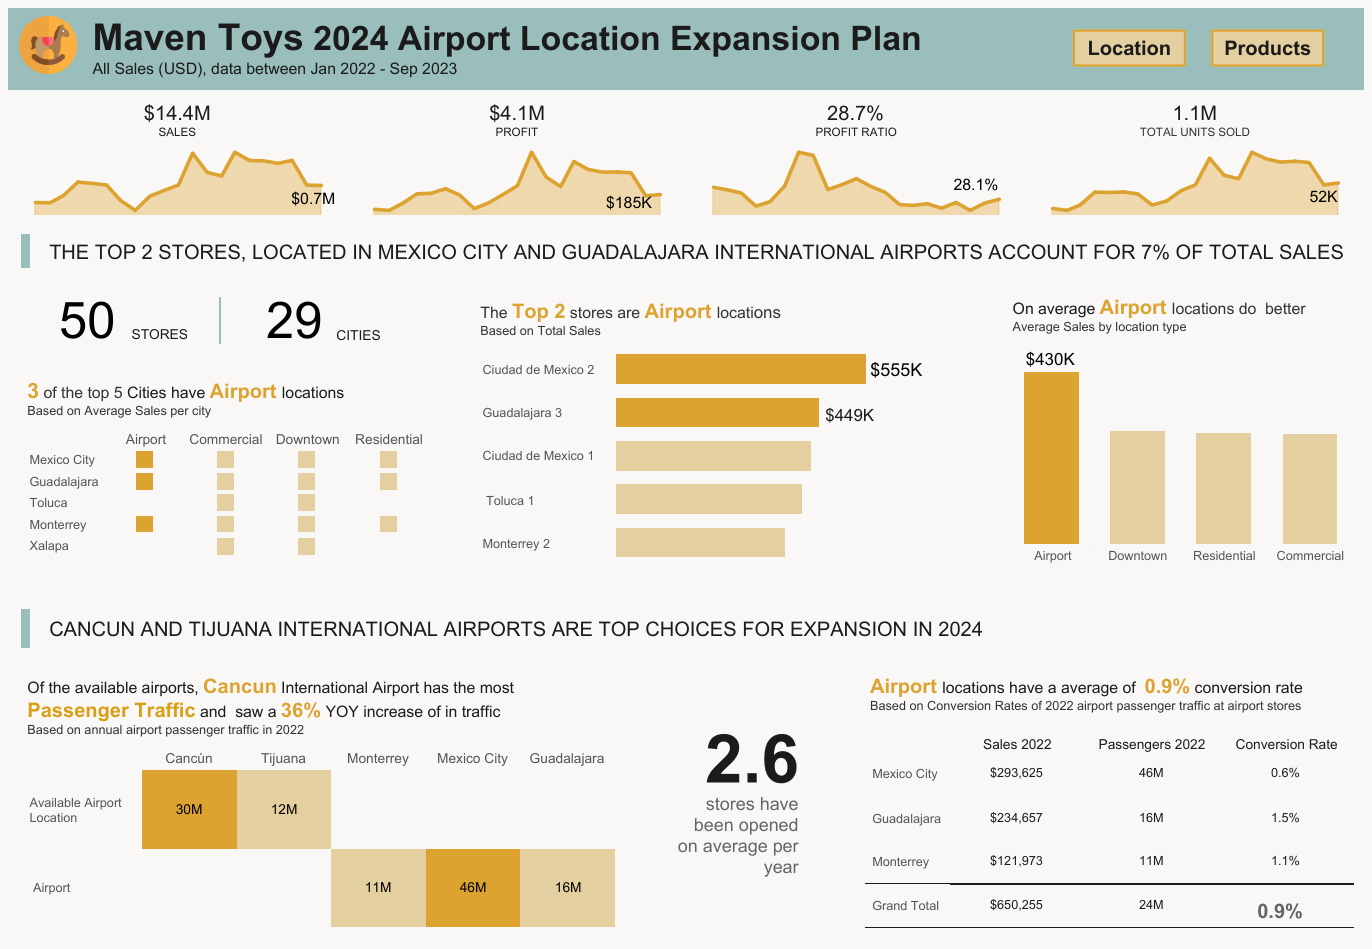 Maven Toys 2024 Airport Location Expansion Plan
All Sales (USD), data between Jan 2022 - Sep 2023
Location
Products
$14.4M
SALES
$0.7M
$4.1M
PROFIT
$185K
28.7%
PROFIT RATIO
28.1%
1.1M
TOTAL UNITS SOLD
52K
THE TOP 2 STORES, LOCATED IN MEXICO CITY AND GUADALAJARA INTERNATIONAL AIRPORTS ACCOUNT FOR 7% OF TOTAL SALES
50 STORES
29 CITIES
3 of the top 5 Cities have Airport locations
Based on Average Sales per city
Airport Commercial Downtown Residential
Mexico City
Guadalajara
Toluca
Monterrey
Xalapa
The Top 2 stores are Airport locations
Based on Total Sales
Ciudad de Mexico 2 $555K
Guadalajara 3 $449K
Ciudad de Mexico 1
Toluca 1
Monterrey 2
On average Airport locations do better
Average Sales by location type
$430K
Airport Downtown Residential Commercial
CANCUN AND TIJUANA INTERNATIONAL AIRPORTS ARE TOP CHOICES FOR EXPANSION IN 2024
Of the available airports, Cancun International Airport has the most
Passenger Traffic and saw a 36% YOY increase of in traffic
Based on annual airport passenger traffic in 2022
Cancún Tijuana Monterrey Mexico City Guadalajara
Available Airport
Location
30M 12M
Airport 11M 46M 16M
2.6
stores have
been opened
on average per
year
Airport locations have a average of 0.9% conversion rate
Based on Conversion Rates of 2022 airport passenger traffic at airport stores
Sales 2022 Passengers 2022 Conversion Rate
Mexico City $293,625 46M 0.6%
Guadalajara $234,657 16M 1.5%
Monterrey $121,973 11M 1.1%
Grand Total $650,255 24M 0.9%